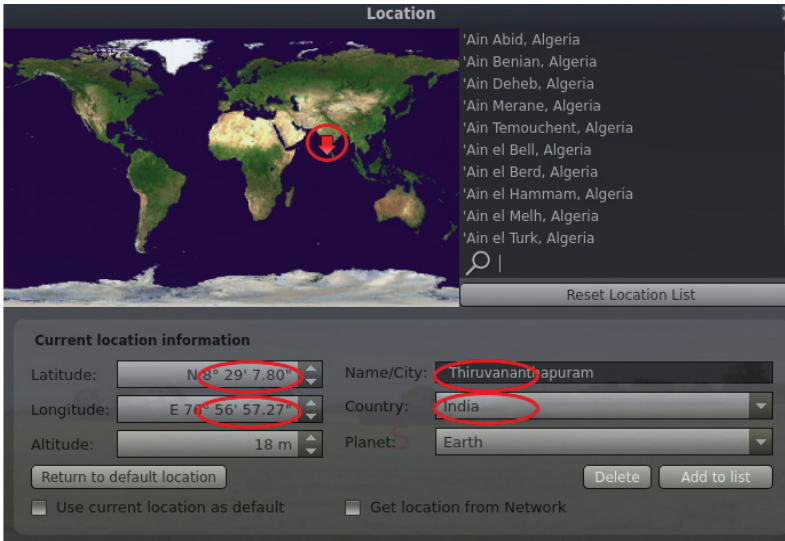 Location
'Ain Abid, Algeria
'Ain Benian, Algeria
'Ain Deheb, Algeria
'Ain Merane, Algeria
'Ain Temouchent, Algeria
'Ain el Bell, Algeria
'Ain el Berd, Algeria
'Ain el Hammam, Algeria
'Ain el Melh, Algeria
'Ain el Turk, Algeria
Reset Location List
Current location information
Latitude: N 8° 29' 7.80" Name/City: Thiruvananthapuram
Longitude: E 76° 56' 57.27" Country: India
Altitude: 18 m Planet: Earth
Return to default location Delete Add to list
Use current location as default Get location from Network